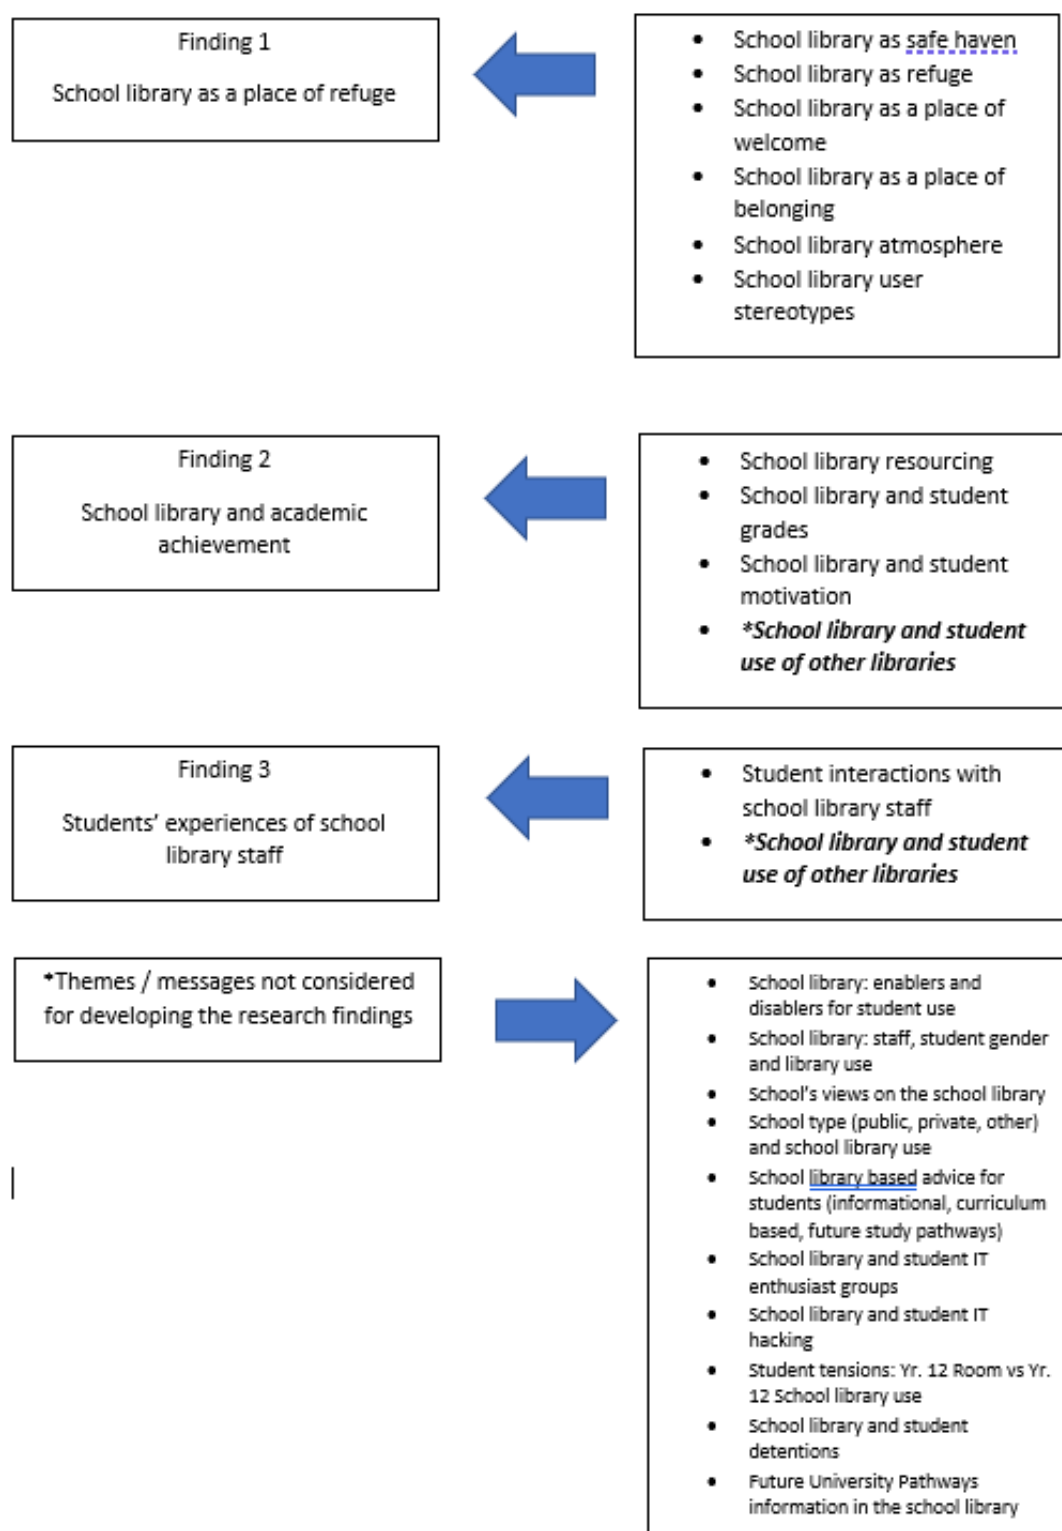 Finding 1
School library as a place of refuge
• School library as safe haven
• School library as refuge
• School library as a place of
welcome
• School library as a place of
belonging
• School library atmosphere
• School library user
stereotypes
Finding 2
School library and academic
achievement
• School library resourcing
• School library and student
grades
• School library and student
motivation
• *School library and student
use of other libraries
Finding 3
Students’ experiences of school
library staff
• Student interactions with
school library staff
• *School library and student
use of other libraries
*Themes / messages not considered
for developing the research findings
• School library: enablers and
disablers for student use
• School library: staff, student gender
and library use
• School's views on the school library
• School type (public, private, other)
and school library use
• School library based advice for
students (informational, curriculum
based, future study pathways)
• School library and student IT
enthusiast groups
• School library and student IT
hacking
• Student tensions: Yr. 12 Room vs Yr.
12 School library use
• School library and student
detentions
• Future University Pathways
information in the school library